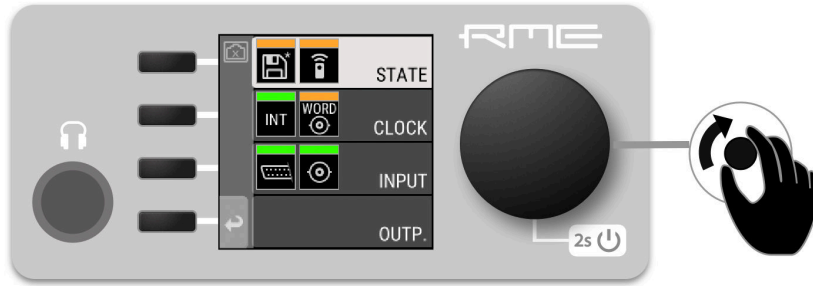 RME
STATE
INT
WORD
CLOCK
INPUT
OUTP.
2s